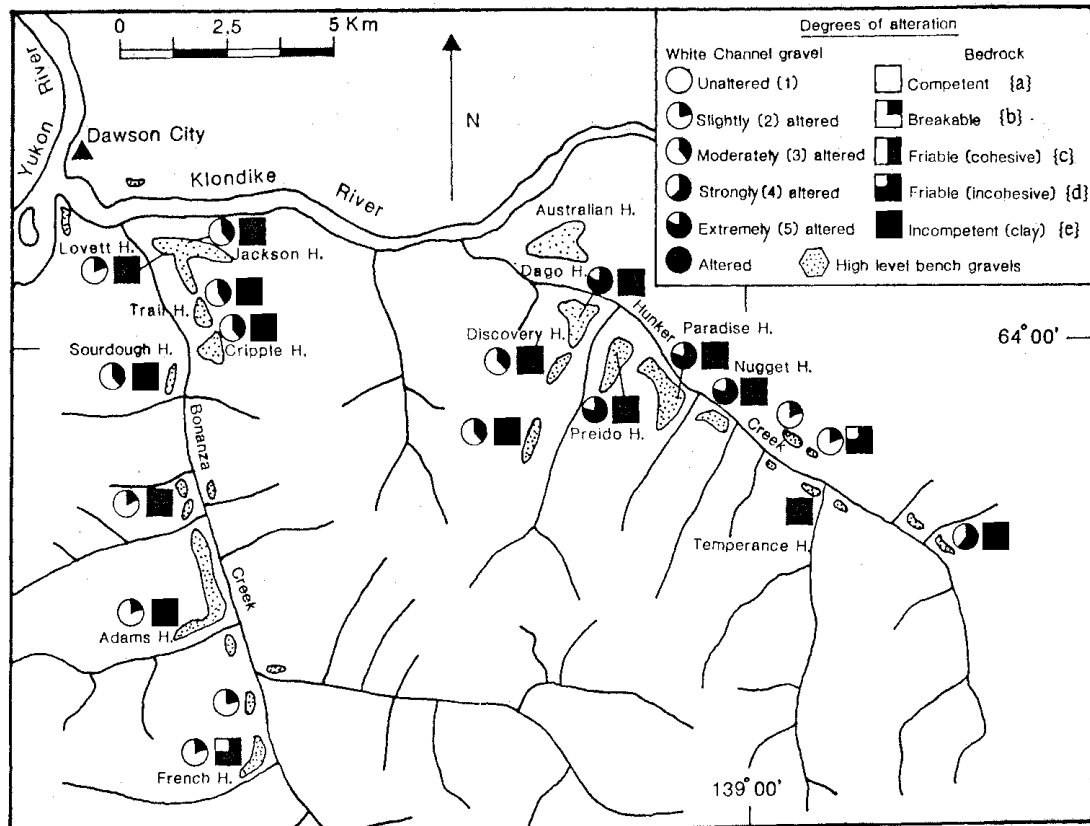 0 2.5 5 Km
Yukon River
Dawson City
N
Klondike River
Lovett H.
Jackson H.
Trail H.
Cripple H.
Sourdough H.
Bonanza Creek
Adams H.
French H.
Australian H.
Dago H.
Discovery H.
Hunker Creek
Paradise H.
Nugget H.
Preido H.
Temperance H.
64°00'
139°00'
Degrees of alteration
White Channel gravel
Unaltered (1)
Slightly (2) altered
Moderately (3) altered
Strongly (4) altered
Extremely (5) altered
Altered
Bedrock
Competent {a}
Breakable {b}
Friable (cohesive) {c}
Friable (incohesive) {d}
Incompetent (clay) {e}
High level bench gravels